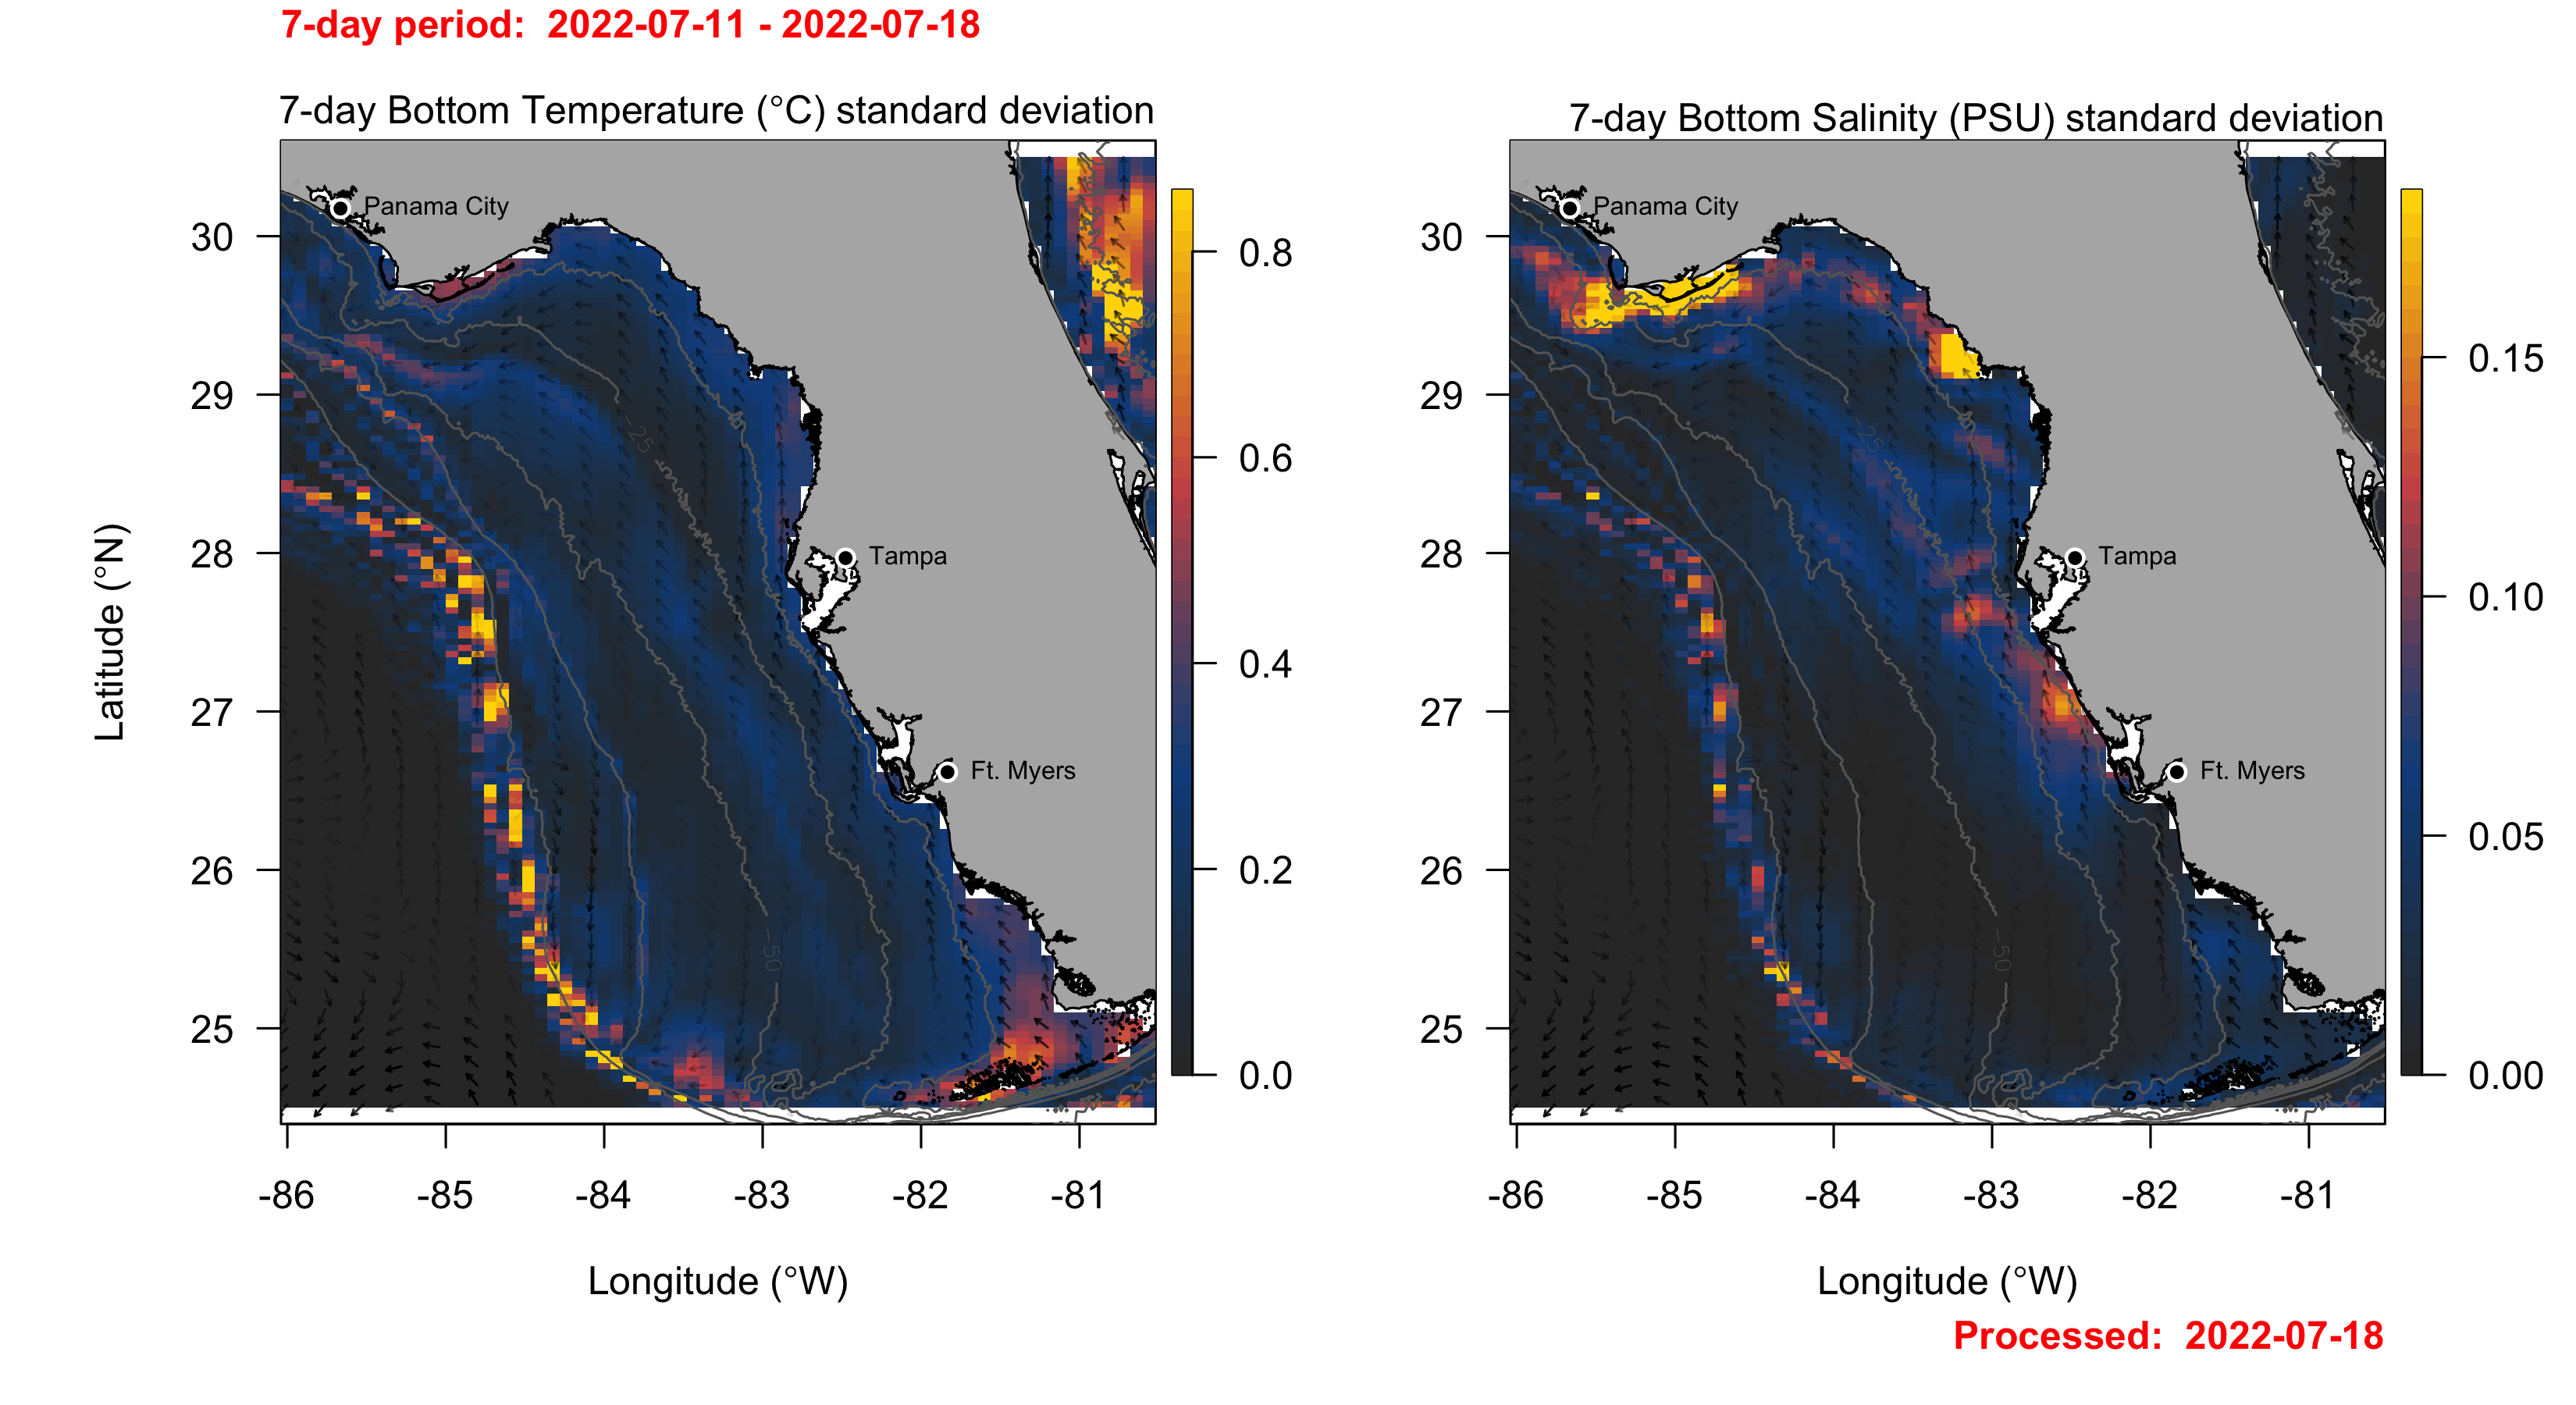 7-day period:  2022-07-11 - 2022-07-18
7-day Bottom Temperature (°C) standard deviation
7-day Bottom Salinity (PSU) standard deviation
Latitude (°N)
30
29
28
27
26
25
-86
-85
-84
-83
-82
-81
Longitude (°W)
Panama City
Tampa
Ft. Myers
-25
-50
0.8
0.6
0.4
0.2
0.0
30
29
28
27
26
25
-86
-85
-84
-83
-82
-81
Longitude (°W)
Panama City
Tampa
Ft. Myers
-25
-50
0.15
0.10
0.05
0.00
Processed:  2022-07-18